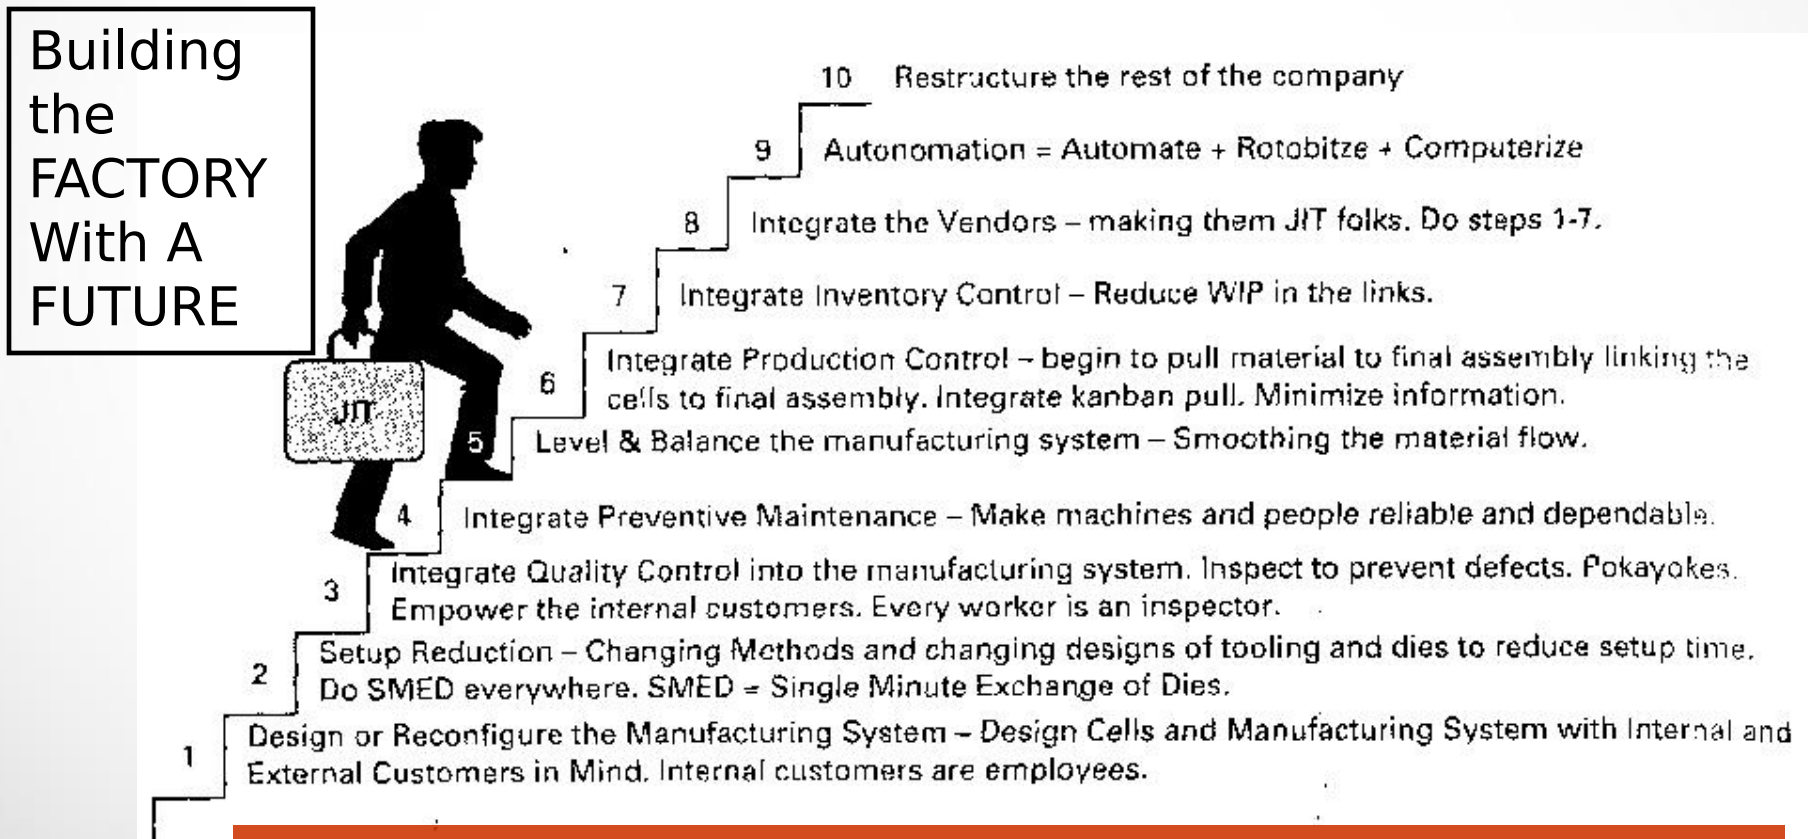 Building
the
FACTORY
With A
FUTURE
10 Restructure the rest of the company
9 Autonomation = Automate + Rotobitze + Computerize
8 Integrate the Vendors – making them JIT folks. Do steps 1-7.
7 Integrate Inventory Control – Reduce WIP in the links.
6 Integrate Production Control – begin to pull material to final assembly linking the
cells to final assembly. Integrate kanban pull. Minimize information.
JIT
5 Level & Balance the manufacturing system – Smoothing the material flow.
4 Integrate Preventive Maintenance – Make machines and people reliable and dependable.
3 Integrate Quality Control into the manufacturing system. Inspect to prevent defects. Pokayokes.
Empower the internal customers. Every worker is an inspector.
2 Setup Reduction – Changing Methods and changing designs of tooling and dies to reduce setup time.
Do SMED everywhere. SMED = Single Minute Exchange of Dies.
1 Design or Reconfigure the Manufacturing System – Design Cells and Manufacturing System with Internal and
External Customers in Mind. Internal customers are employees.